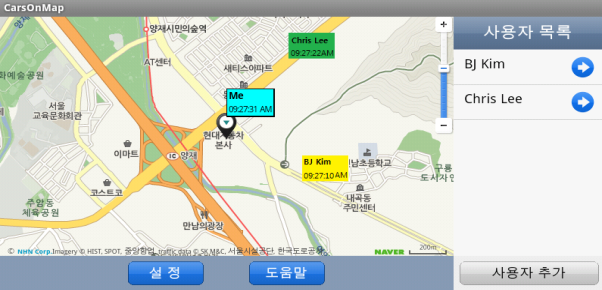 CarsOnMap
양재시민의숲역
AT센터
화예술공원
서울
교육문화회관
새티스이파트
Chris Lee
09:27:22AM
Me
09:27:31 AM
현대자동차
본사
이마트
IC 양재
코스트코
주암동
체육공원
만남의광장
BJ Kim
09:27:10AM
남초등학교
내곡동
주민센터
구룡
도시자연
© NHN Corp. Imagery © HIST, SPOT, 중앙항업, traffic data © SK M&C, 서울시설공단, 한국도로공사
NAVER
200m
+
−
사용자 목록
BJ Kim
Chris Lee
설 정
도움말
사용자 추가